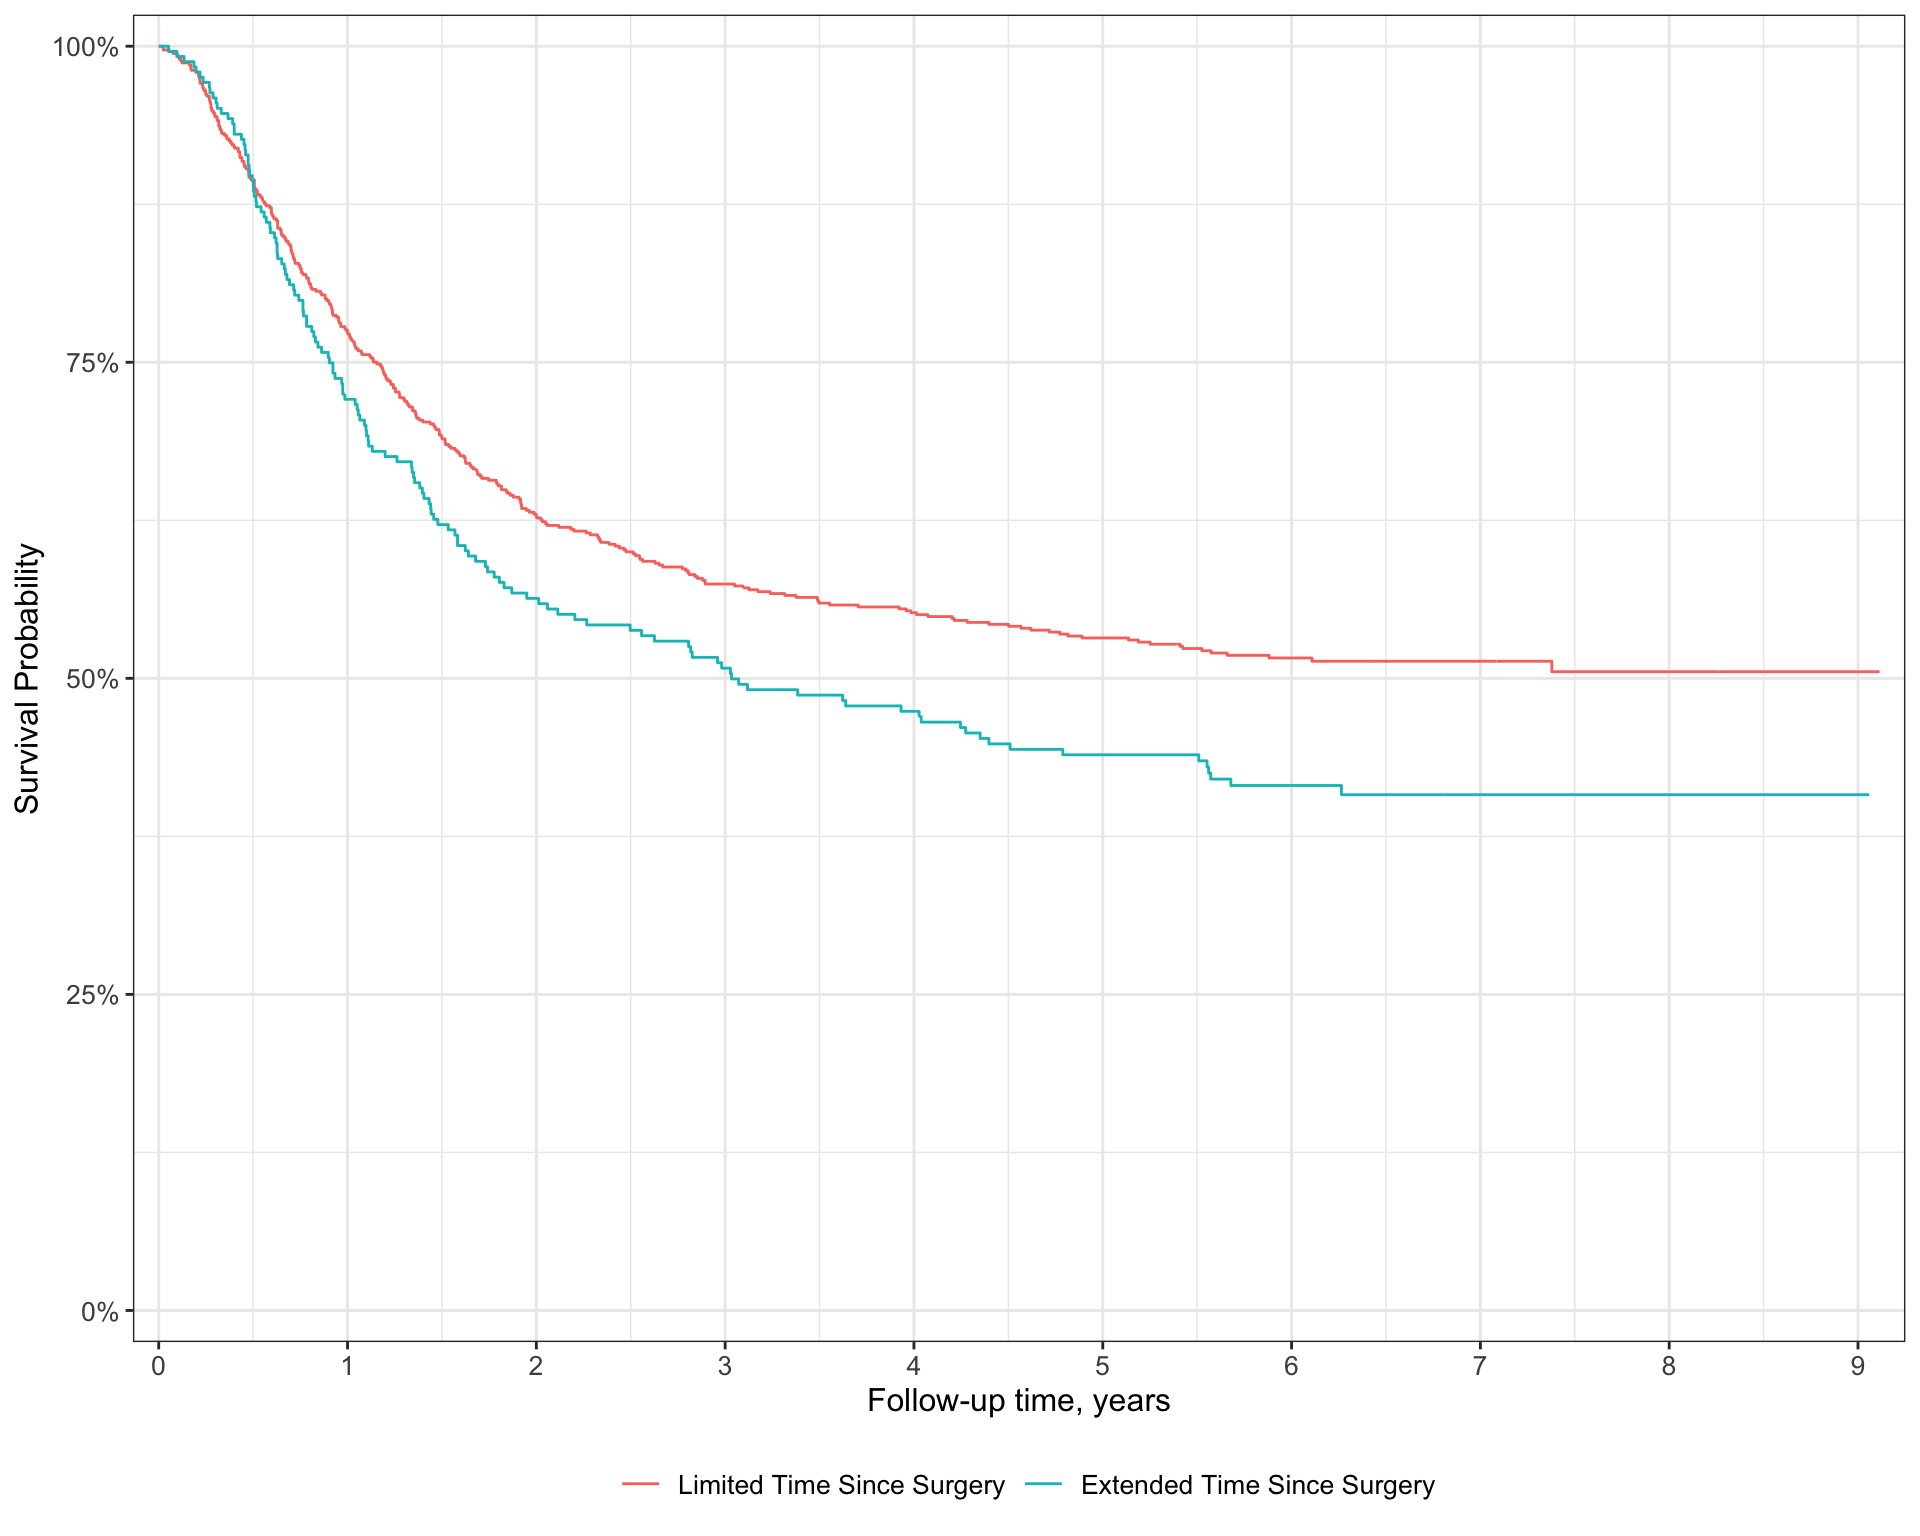 100%
75%
50%
25%
0%
Survival Probability
0 1 2 3 4 5 6 7 8 9
Follow-up time, years
Limited Time Since Surgery Extended Time Since Surgery